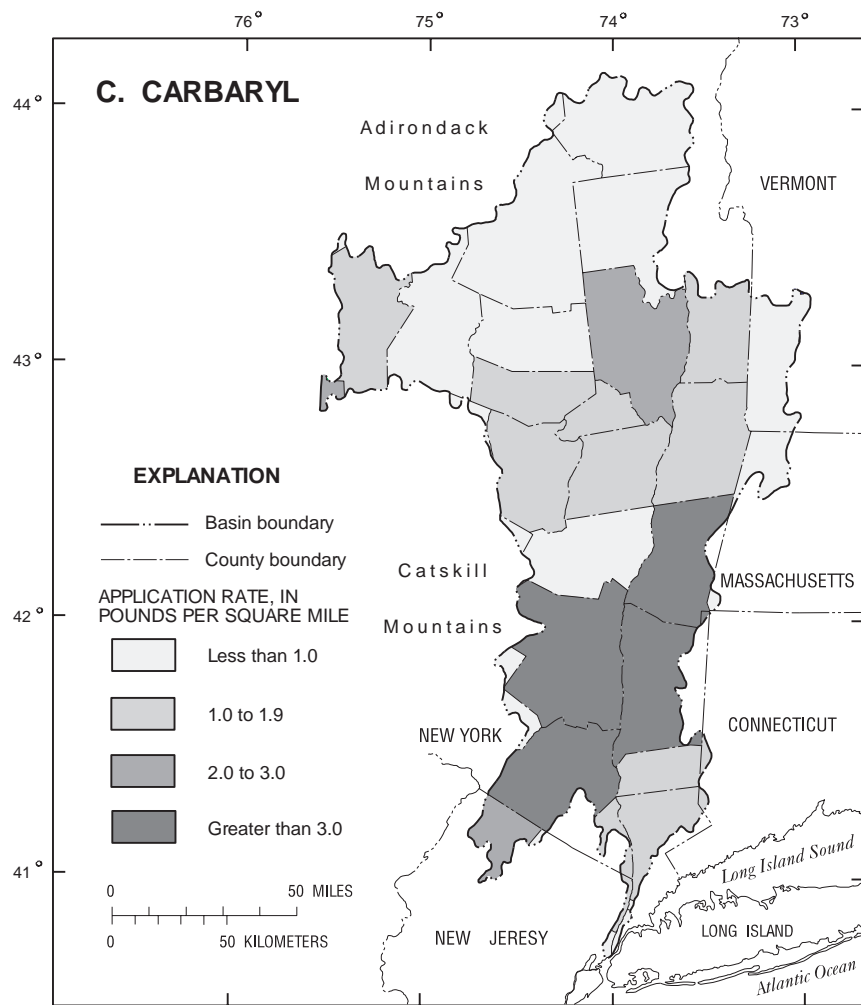 76° 75° 74° 73°
C. CARBARYL
44°
Adirondack
Mountains
VERMONT
43°
EXPLANATION
Basin boundary
County boundary
Catskill
MASSACHUSETTS
APPLICATION RATE, IN
POUNDS PER SQUARE MILE
42°
Mountains
Less than 1.0
1.0 to 1.9
NEW YORK
CONNECTICUT
2.0 to 3.0
Greater than 3.0
41°
Long Island Sound
0 50 MILES
0 50 KILOMETERS
NEW JERESY
LONG ISLAND
Atlantic Ocean